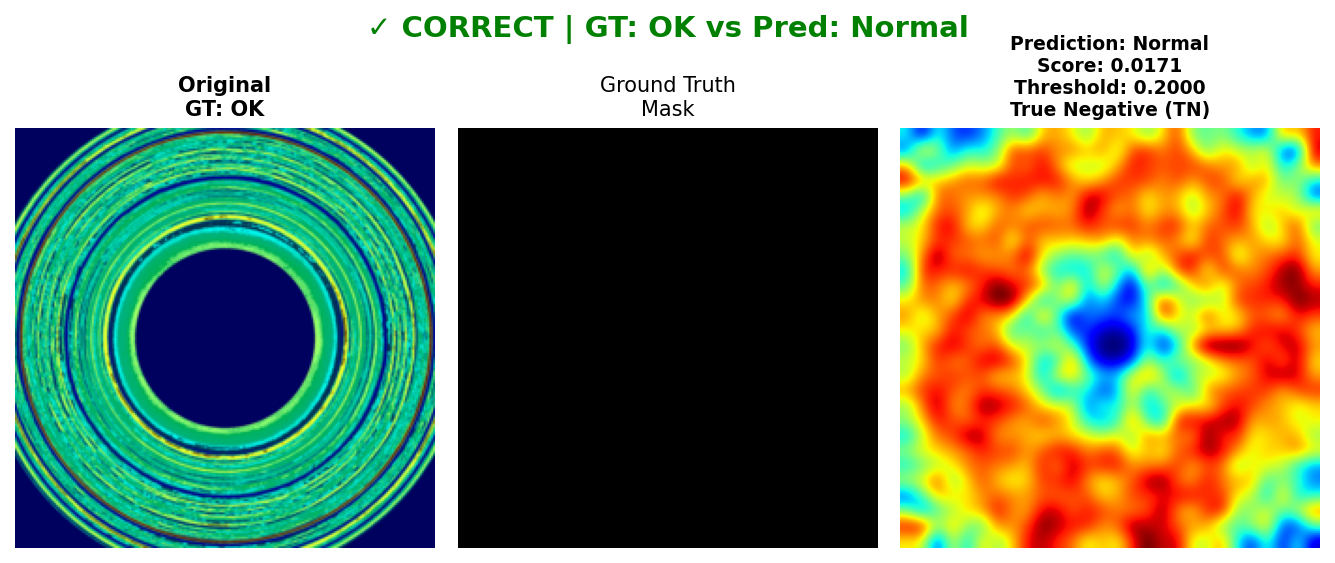 ✓ CORRECT | GT: OK vs Pred: Normal
Original
GT: OK
Ground Truth
Mask
Prediction: Normal
Score: 0.0171
Threshold: 0.2000
True Negative (TN)